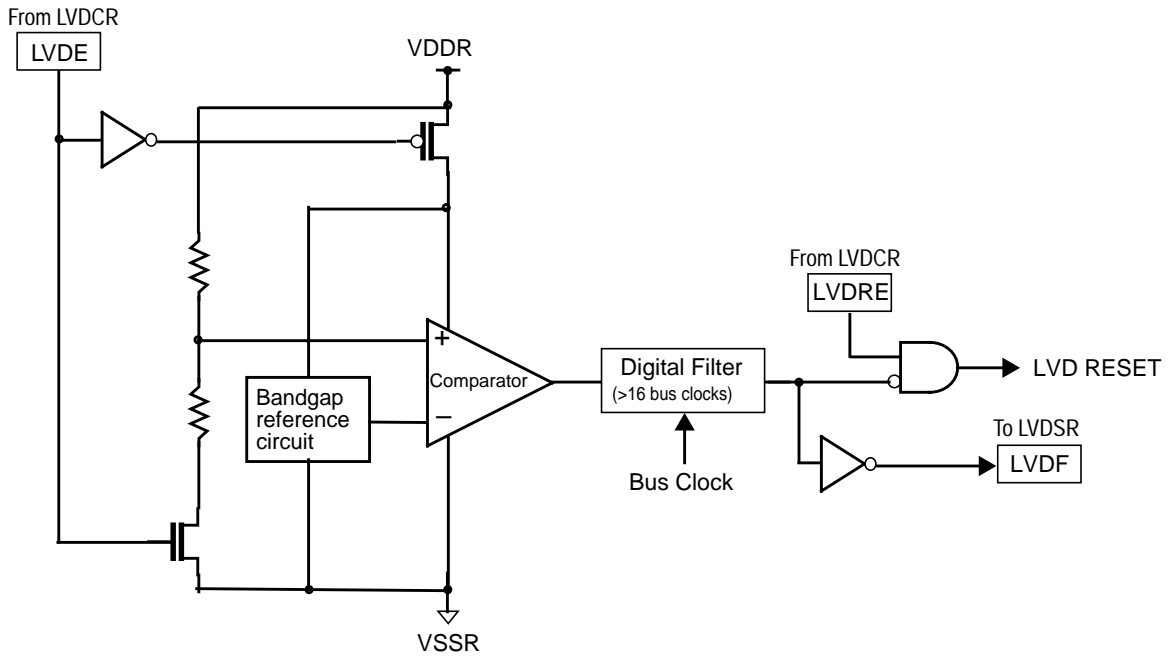 From LVDCR
LVDE
VDDR
From LVDCR
LVDRE
+
Comparator
−
Bandgap
reference
circuit
Digital Filter
(>16 bus clocks)
LVD RESET
To LVDSR
LVDF
Bus Clock
VSSR